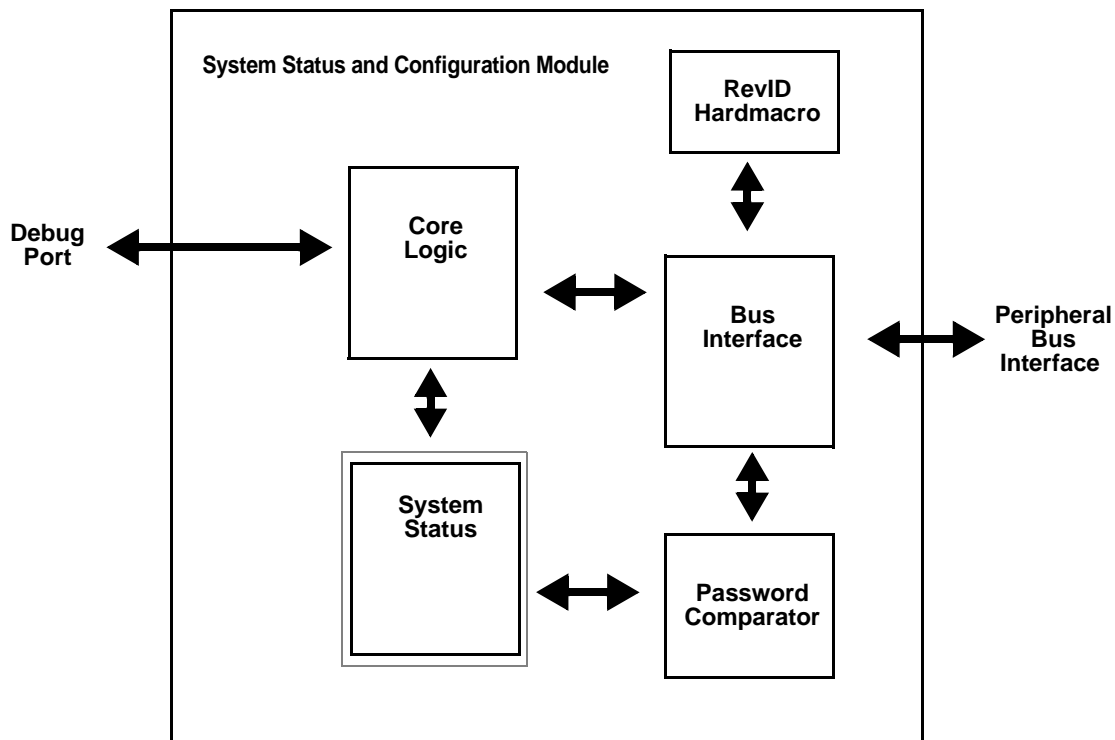 System Status and Configuration Module
RevID
Hardmacro
Core
Logic
Debug
Port
Bus
Interface
Peripheral
Bus
Interface
System
Status
Password
Comparator